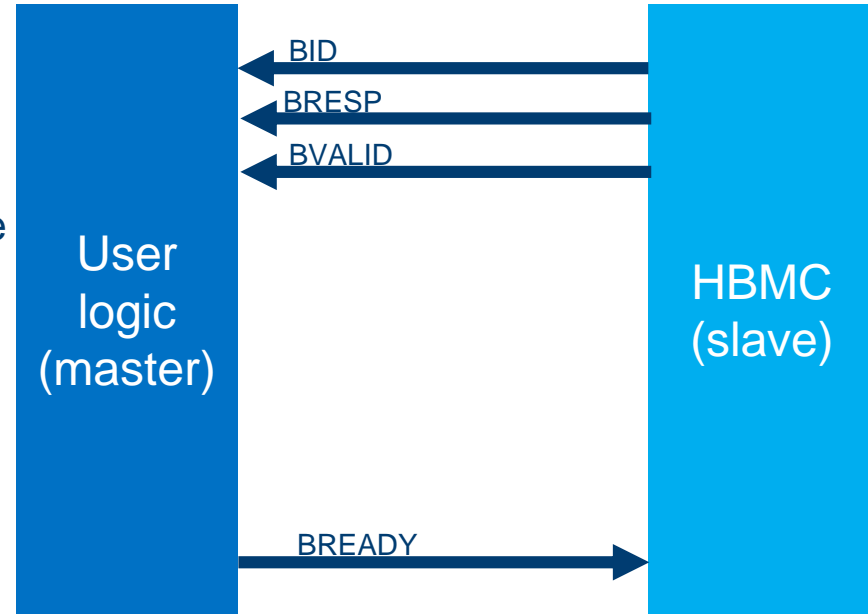 BID
BRESP
BVALID
e
User
logic
(master)
HBMC
(slave)
BREADY